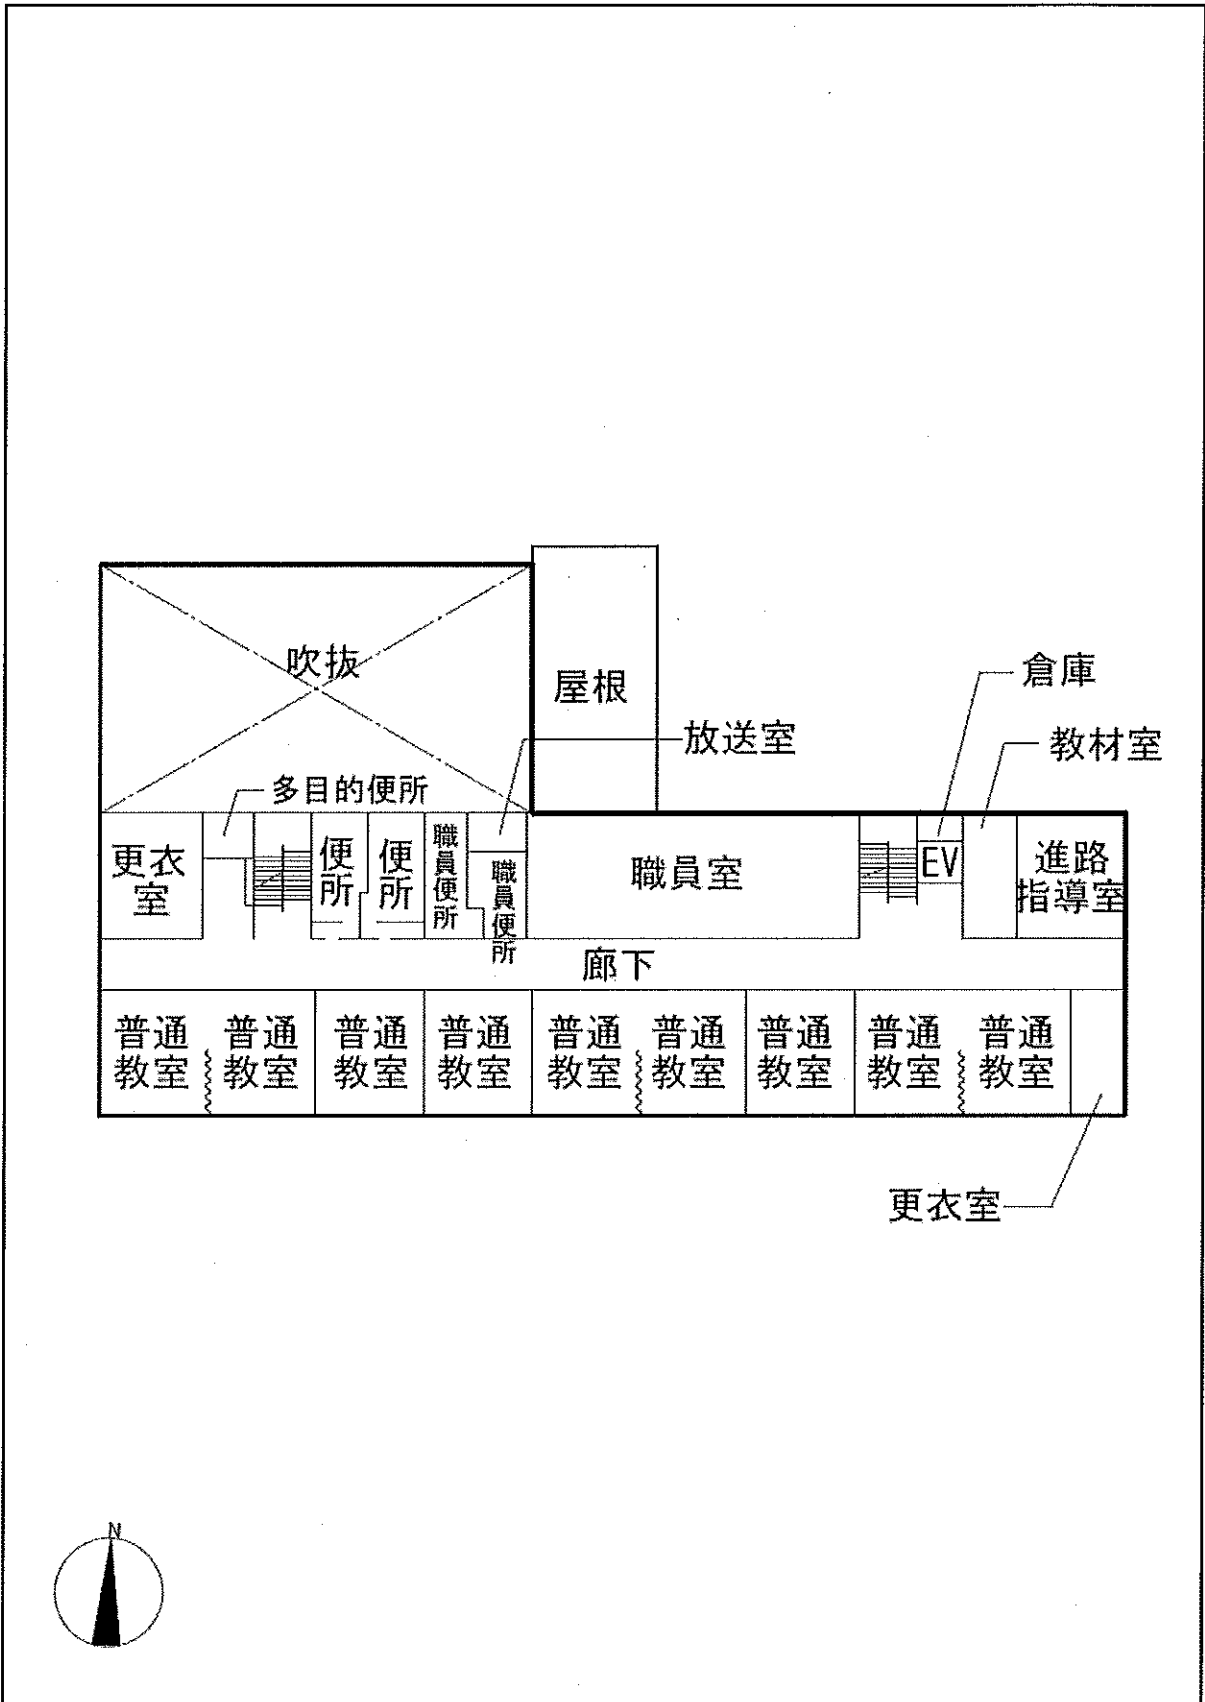 吹抜
屋根
倉庫
放送室
教材室
多目的便所
更衣
室
便
所
便
所
職
員
便
所
職
員
便
所
職員室
EV
進路
指導室
廊下
普通
教室
普通
教室
普通
教室
普通
教室
普通
教室
普通
教室
普通
教室
普通
教室
普通
教室
更衣室
N